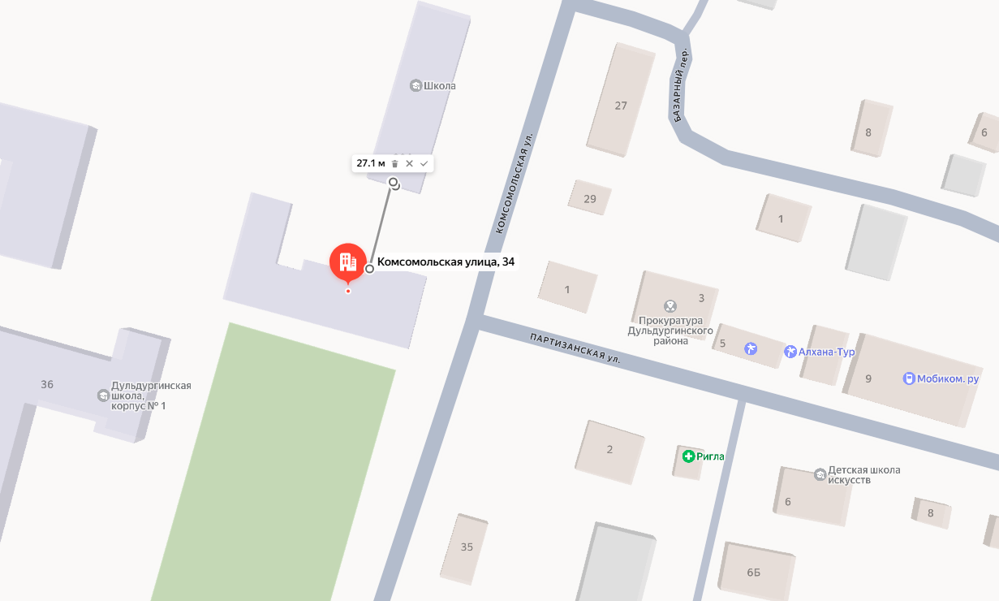 БАЗАРНЫЙ пер.
Школа
27
8
6
27.1 м
КОМСОМОЛЬСКАЯ ул.
29
1
Комсомольская улица, 34
1
3
Прокуратура
Дульдургинского
района
5
Алхана-Тур
ПАРТИЗАНСКАЯ ул.
9
Мобиком. ру
36
Дульдургинская
школа,
корпус № 1
2
Ригла
Детская школа
искусств
6
8
35
6Б